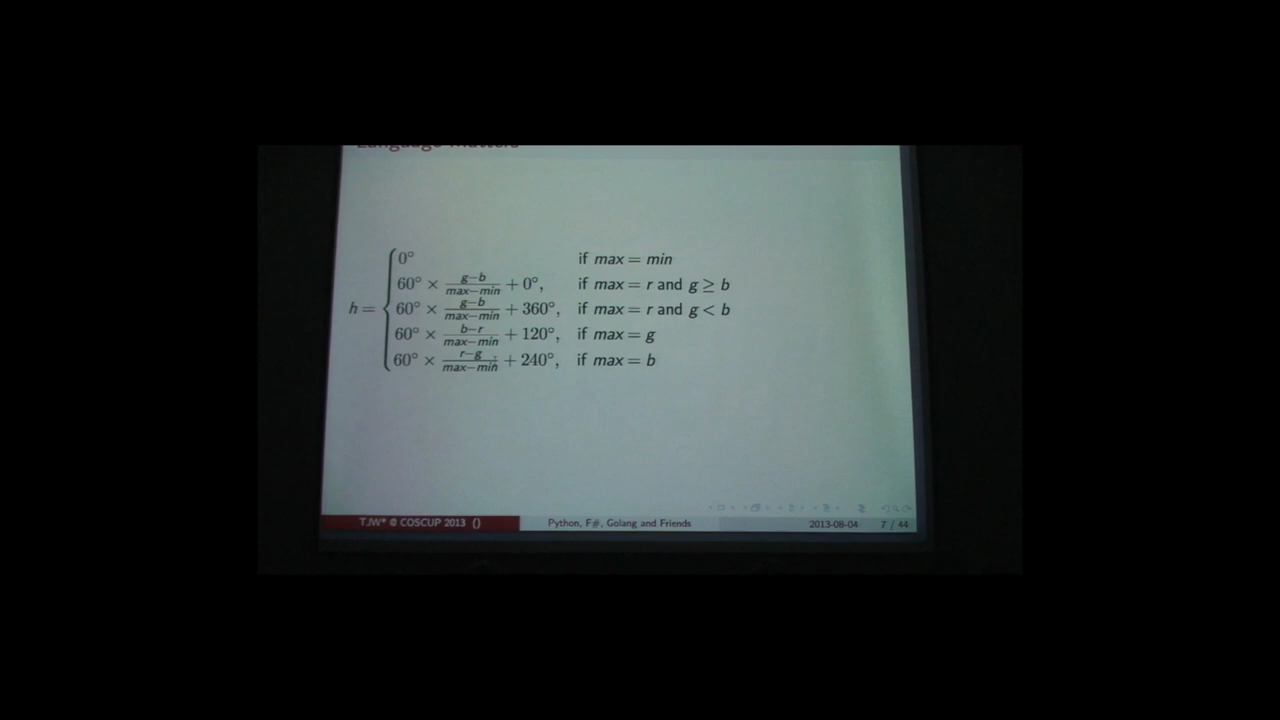 Language matters
h = { 0°    if max = min
60° × (g−b)/(max−min) + 0°,    if max = r and g ≥ b
60° × (g−b)/(max−min) + 360°,    if max = r and g < b
60° × (b−r)/(max−min) + 120°,    if max = g
60° × (r−g)/(max−min) + 240°,    if max = b
TJW* @ COSCUP 2013 ()    Python, F#, Golang and Friends    2013-08-04    7 / 44